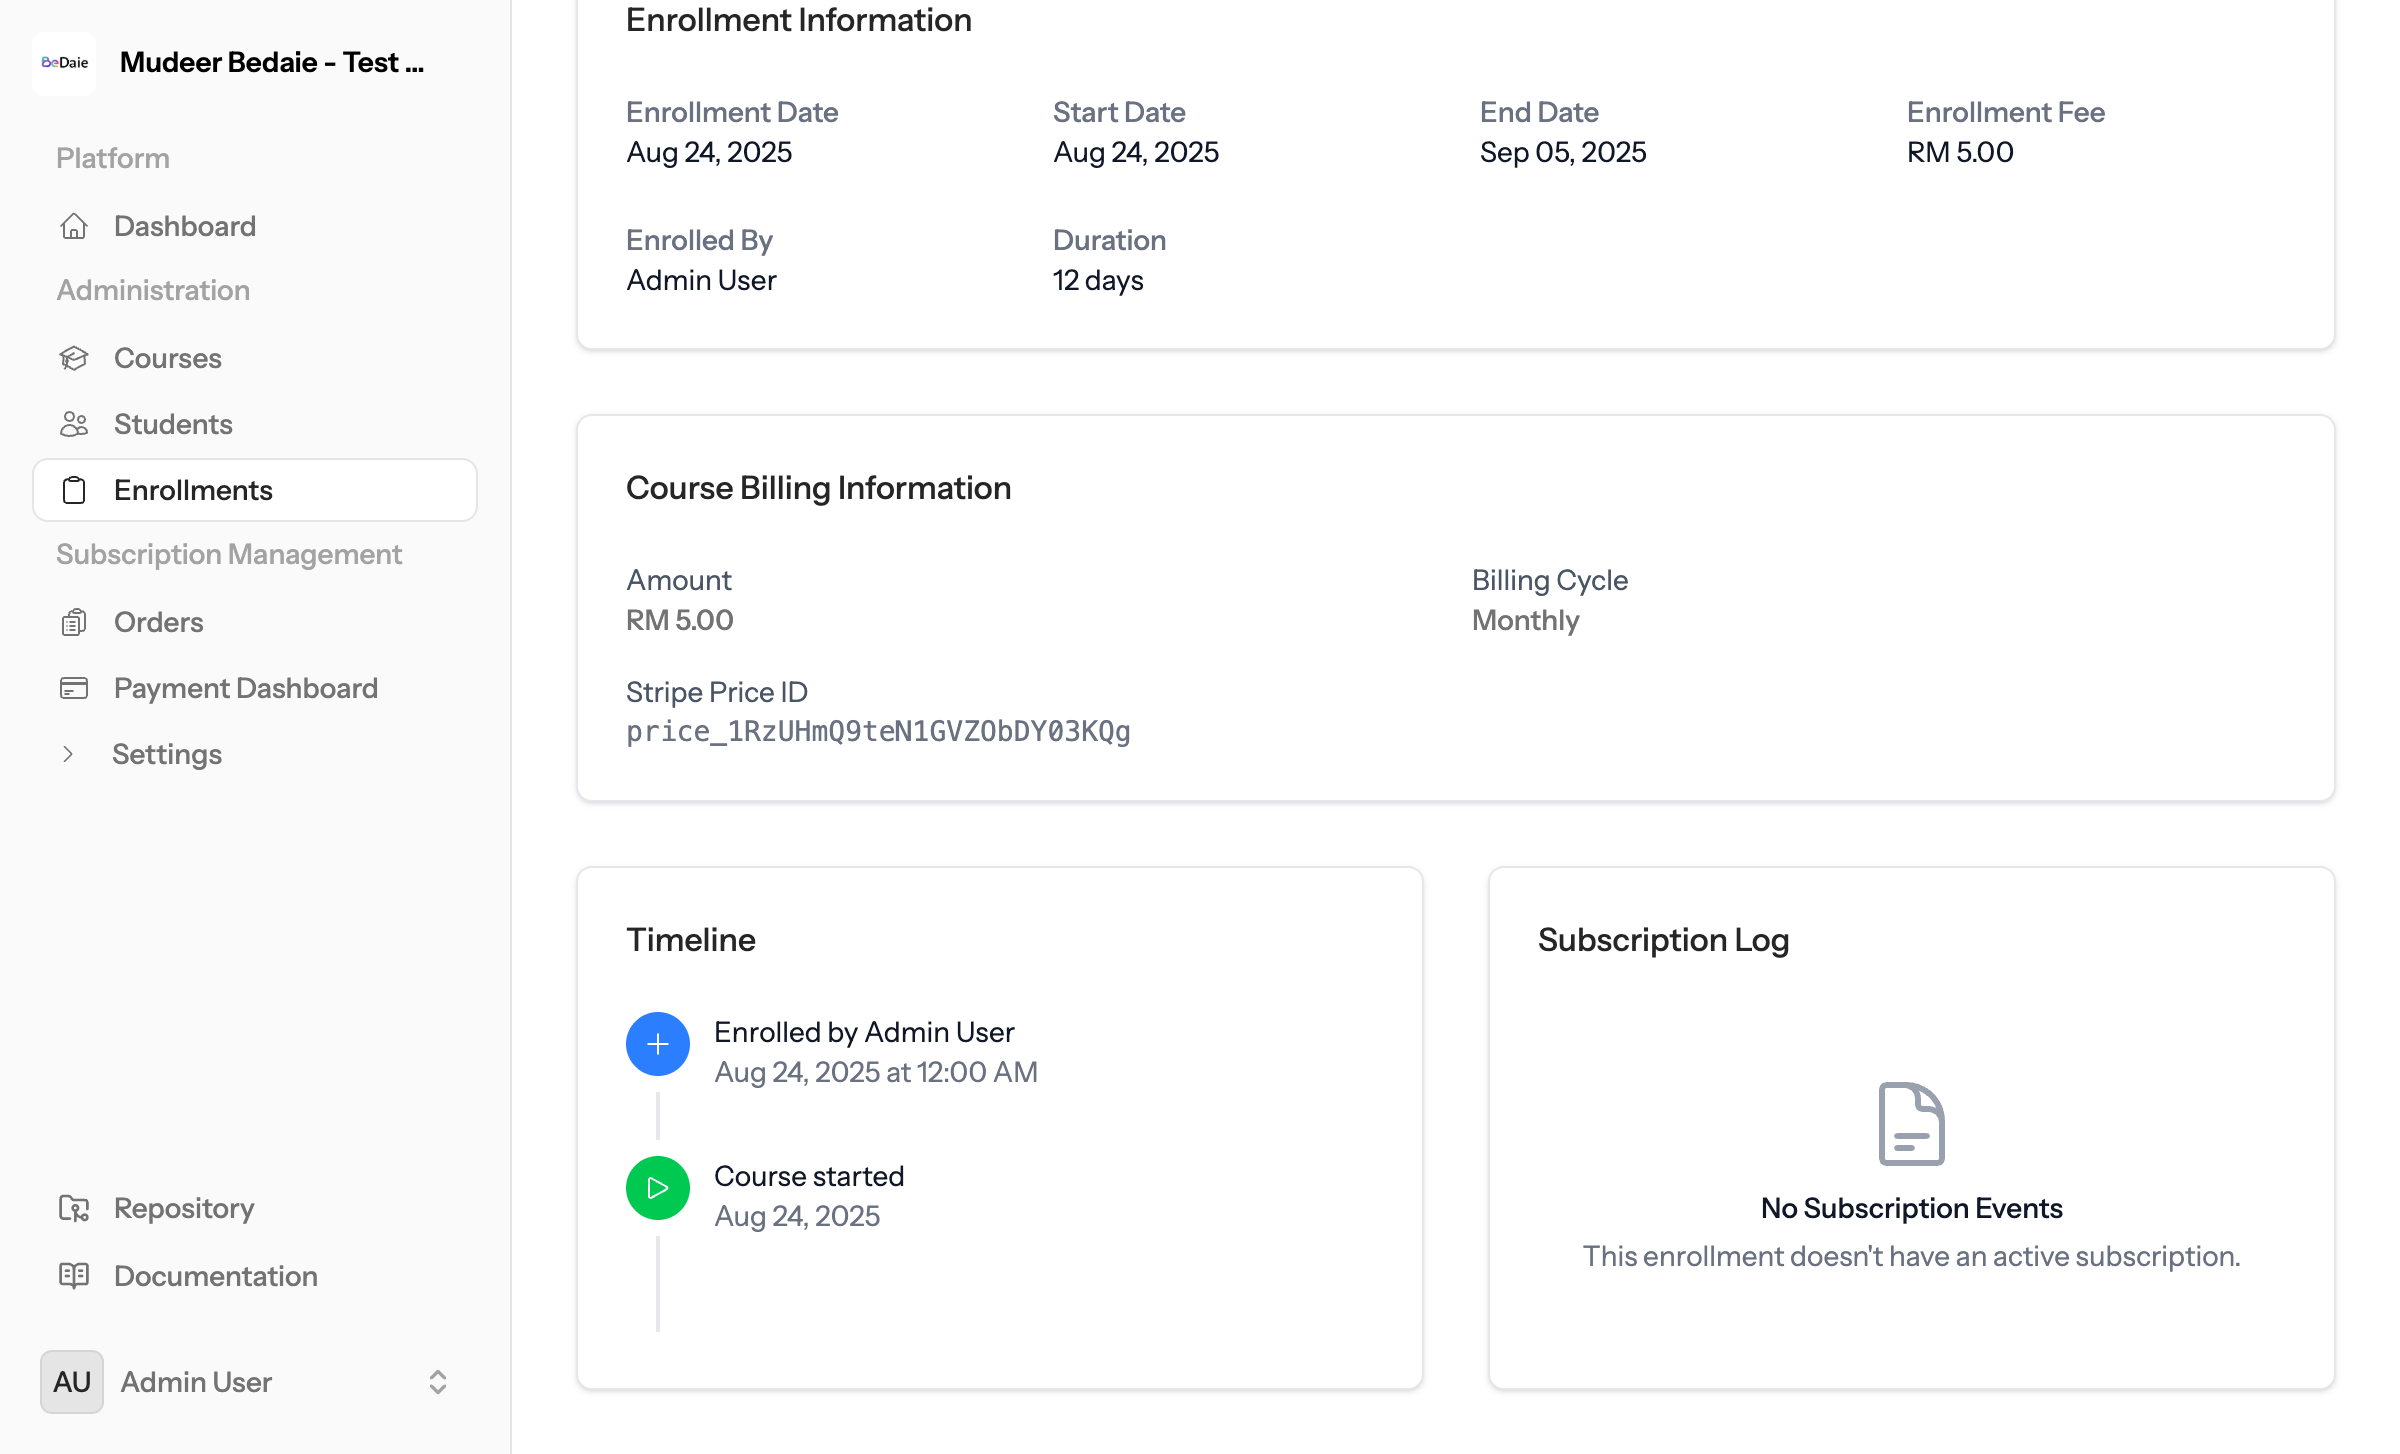 BeDaie
Mudeer Bedaie - Test ...
Platform
Dashboard
Administration
Courses
Students
Enrollments
Subscription Management
Orders
Payment Dashboard
Settings
Repository
Documentation
AU
Admin User
Enrollment Information
Enrollment Date
Aug 24, 2025
Start Date
Aug 24, 2025
End Date
Sep 05, 2025
Enrollment Fee
RM 5.00
Enrolled By
Admin User
Duration
12 days
Course Billing Information
Amount
RM 5.00
Billing Cycle
Monthly
Stripe Price ID
price_1RzUHmQ9teN1GVZObDY03KQg
Timeline
Enrolled by Admin User
Aug 24, 2025 at 12:00 AM
Course started
Aug 24, 2025
Subscription Log
No Subscription Events
This enrollment doesn't have an active subscription.